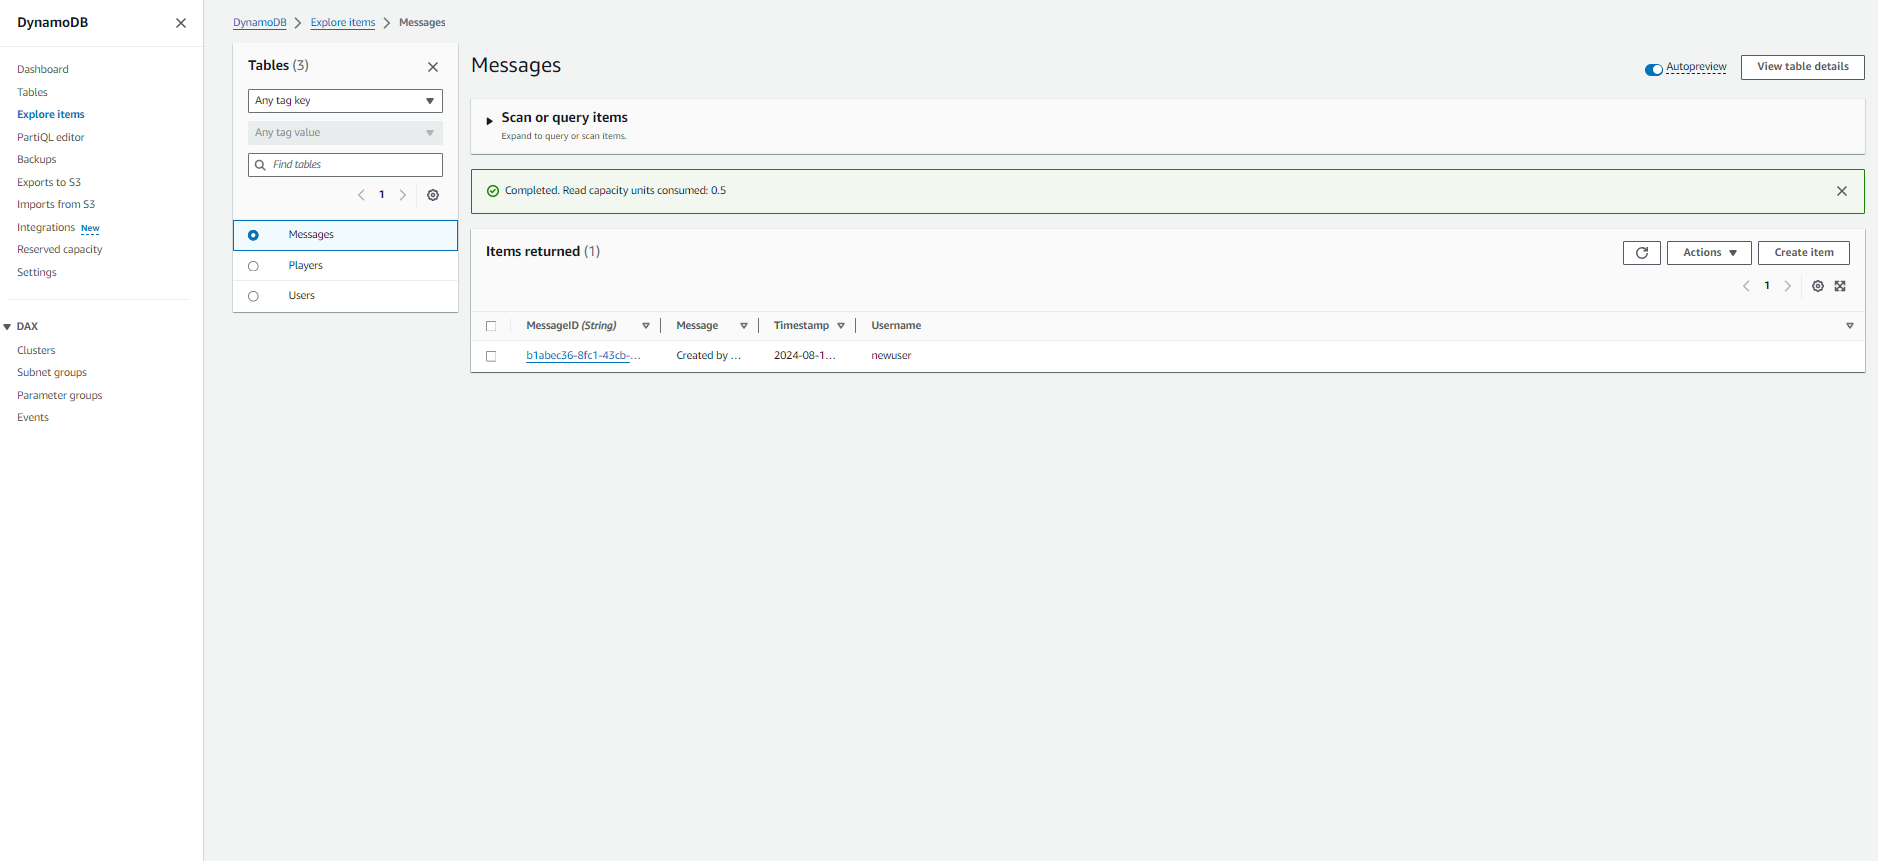 DynamoDB
Dashboard
Tables
Explore items
PartiQL editor
Backups
Exports to S3
Imports from S3
Integrations New
Reserved capacity
Settings
DAX
Clusters
Subnet groups
Parameter groups
Events
DynamoDB Explore items Messages
Tables (3)
Any tag key
Any tag value
Find tables
1
Messages
Players
Users
Messages
Autopreview
View table details
Scan or query items
Expand to query or scan items.
Completed. Read capacity units consumed: 0.5
Items returned (1)
Actions
Create item
1
MessageID (String) Message Timestamp Username
b1abec36-8fc1-43cb-... Created by ... 2024-08-1... newuser